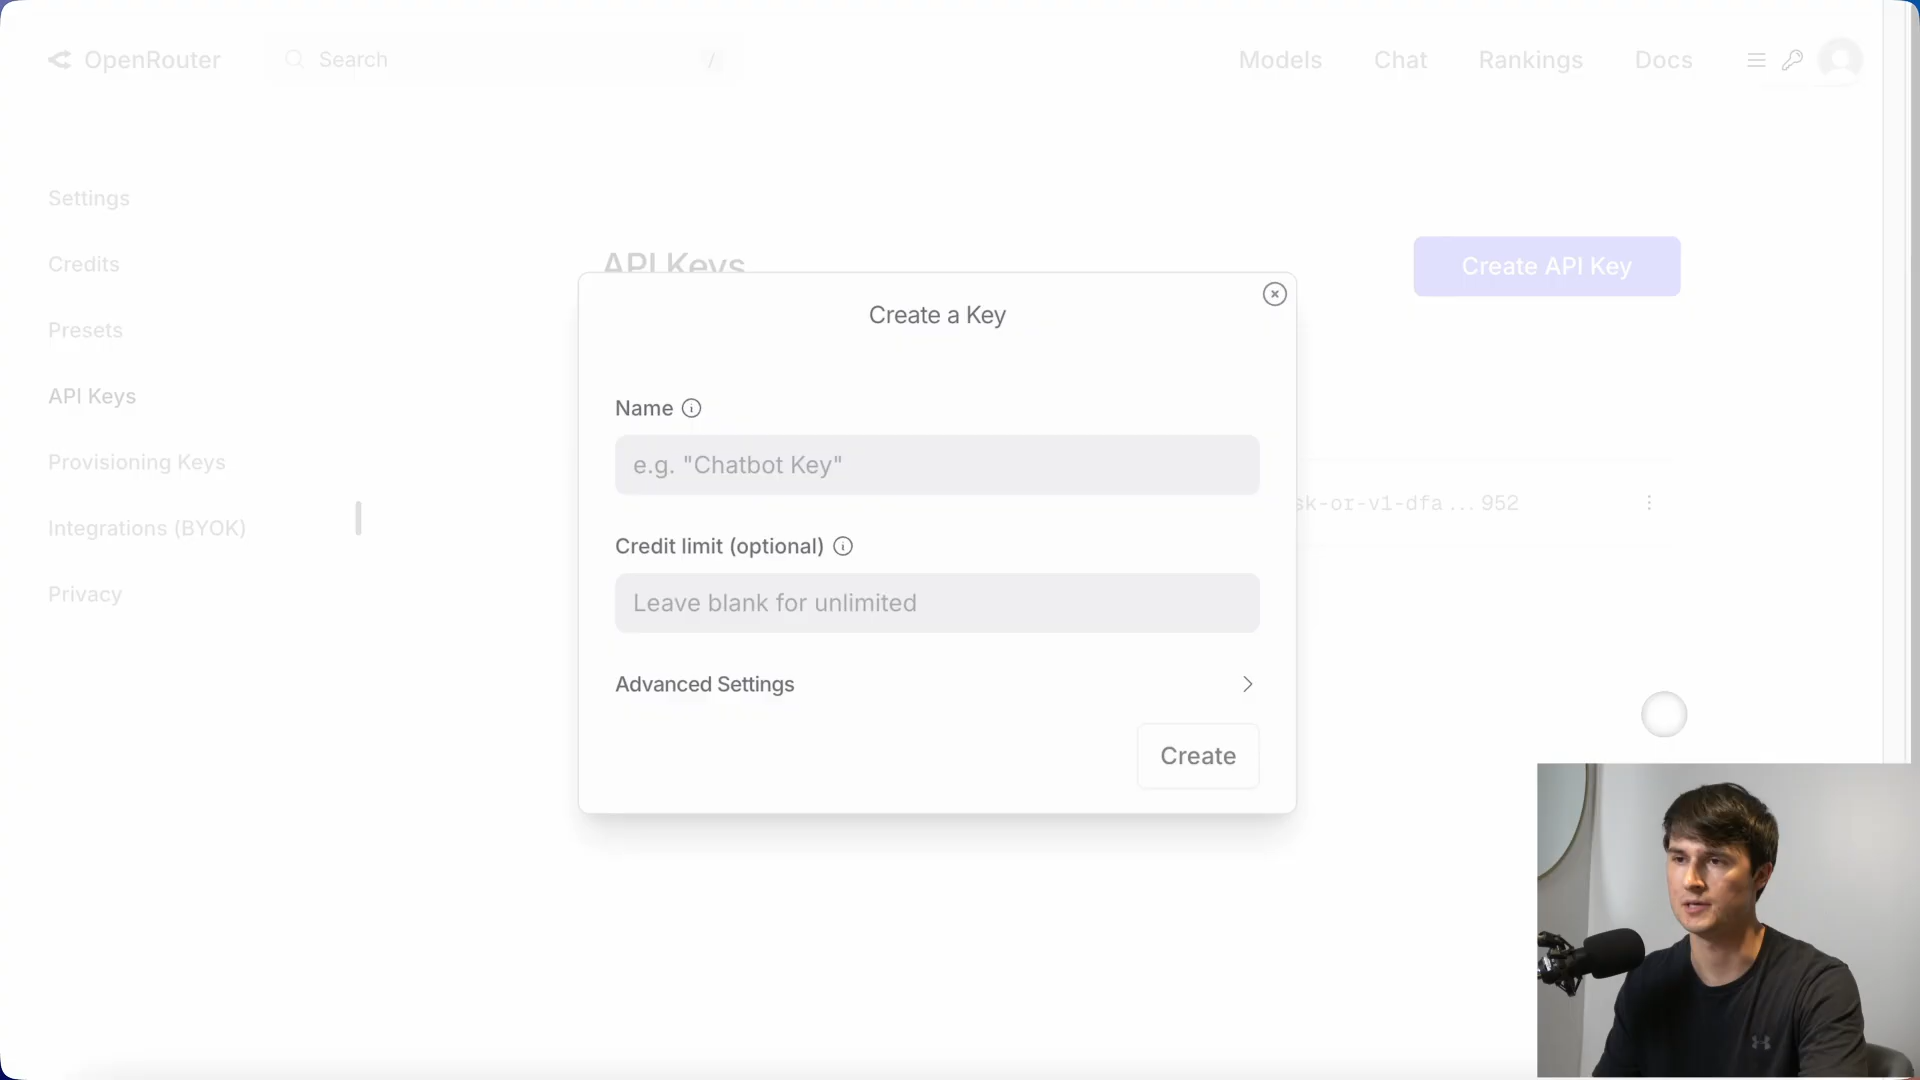 OpenRouter
Search
/
Models
Chat
Rankings
Docs
Settings
Credits
Presets
API Keys
Provisioning Keys
Integrations (BYOK)
Privacy
API Keys
Create API Key
sk-or-v1-dfa...952
Create a Key
Name
e.g. "Chatbot Key"
Credit limit (optional)
Leave blank for unlimited
Advanced Settings
Create